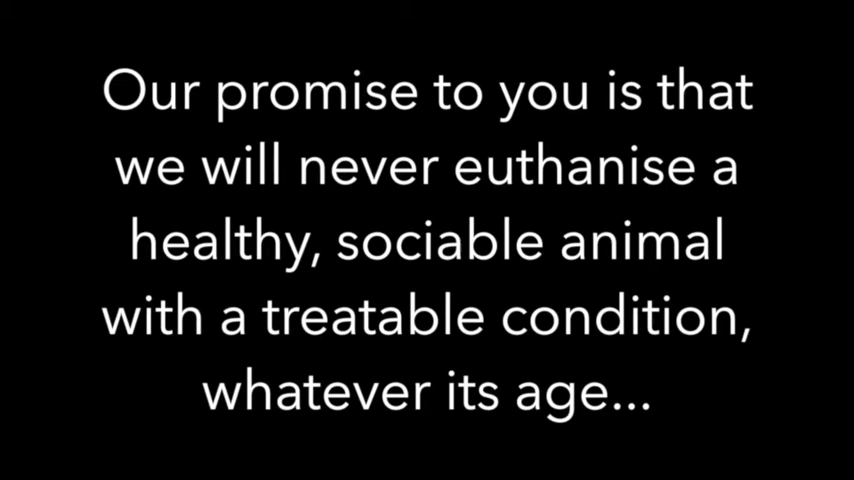 Our promise to you is that
we will never euthanise a
healthy, sociable animal
with a treatable condition,
whatever its age...